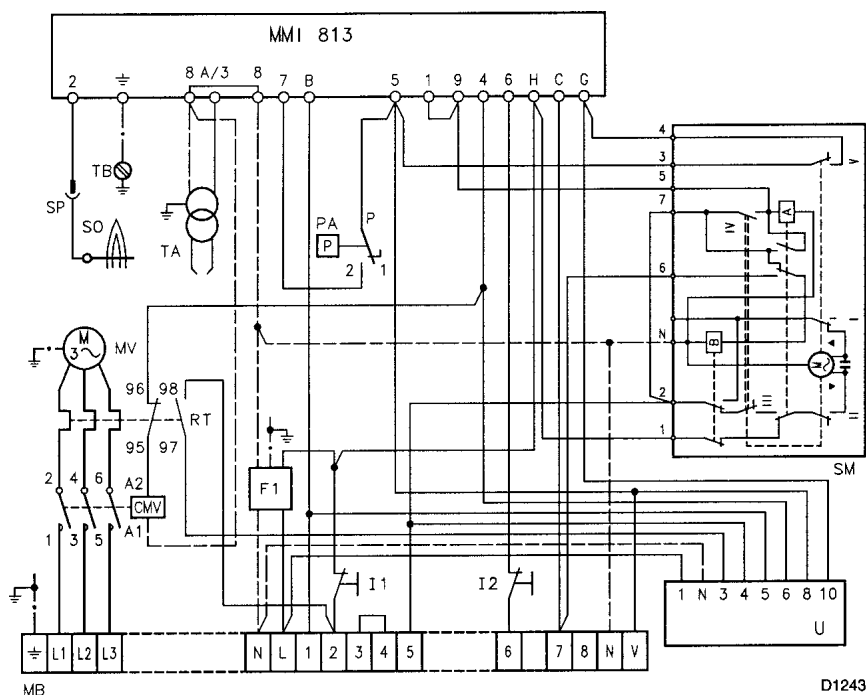 MMI 813
2 ⏚ 8 A/3 8 7 B 5 1 9 4 6 H C G
4
3 V
5
7 IV A
6
N B I
M
2 III II
1
SM
SP
TB
SO
TA
PA P P
2 1
M
3
MV
96 98
RT
95 97
2 4 6 A2
CMV
1 3 5 A1
F1
I1 I2
1 N 3 4 5 6 8 10
U
L1 L2 L3 N L 1 2 3 4 5 6 7 8 N V
MB
D1243